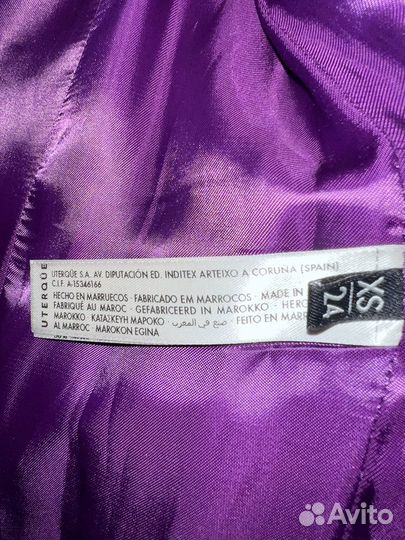 UTERQÜE
UTERQÜE S.A. AV. DIPUTACIÓN ED. INDITEX ARTEIXO A CORUNA (SPAIN)
C.I.F. A-15346166
HECHO EN MARRUECOS · FABRICADO EM MARROCOS · MADE IN
FABRIQUÉ AU MAROC · GEFABRICEERD IN MAROKKO · HERG
MAROKKO · ΚΑΤΑΣΚΕΥΗ ΜΑΡΟΚΟ · صنع في المغرب · FEITO EN MARR
AL MARROC · MAROKON EGINA
XS
24
Avito